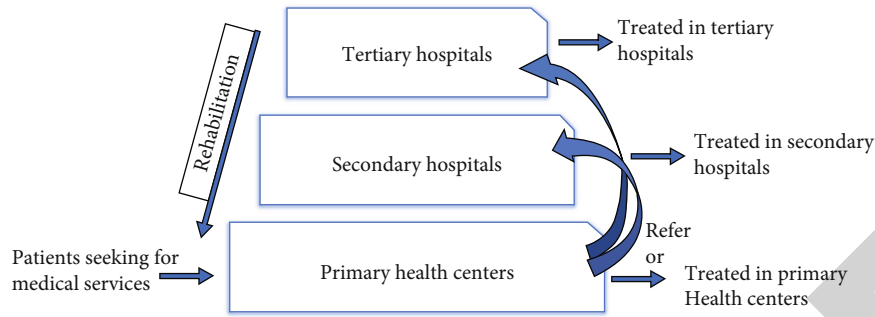 Tertiary hospitals
Treated in tertiary
hospitals
Rehabilitation
Secondary hospitals
Treated in secondary
hospitals
Patients seeking for
medical services
Primary health centers
Refer
or
Treated in primary
Health centers